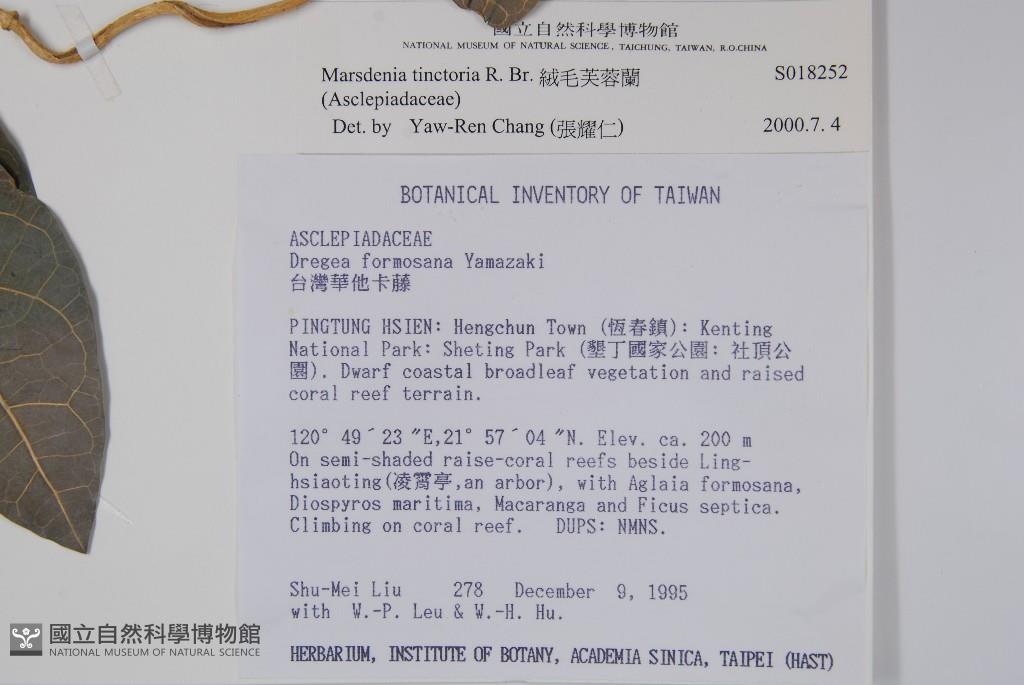 國立自然科學博物館
NATIONAL MUSEUM OF NATURAL SCIENCE, TAICHUNG, TAIWAN, R.O.CHINA
Marsdenia tinctoria R. Br. 絨毛芙蓉蘭 S018252
(Asclepiadaceae)
Det. by Yaw-Ren Chang (張耀仁) 2000.7. 4
BOTANICAL INVENTORY OF TAIWAN
ASCLEPIADACEAE
Dregea formosana Yamazaki
台灣華他卡藤
PINGTUNG HSIEN: Hengchun Town (恆春鎮): Kenting
National Park: Sheting Park (墾丁國家公園: 社頂公
園). Dwarf coastal broadleaf vegetation and raised
coral reef terrain.
120° 49´23 ″E,21° 57´04 ″N. Elev. ca. 200 m
On semi-shaded raise-coral reefs beside Ling-
hsiaoting(凌霄亭,an arbor), with Aglaia formosana,
Diospyros maritima, Macaranga and Ficus septica.
Climbing on coral reef. DUPS: NMNS.
Shu-Mei Liu 278 December 9, 1995
with W.-P. Leu & W.-H. Hu.
HERBARIUM, INSTITUTE OF BOTANY, ACADEMIA SINICA, TAIPEI (HAST)
國立自然科學博物館
NATIONAL MUSEUM OF NATURAL SCIENCE